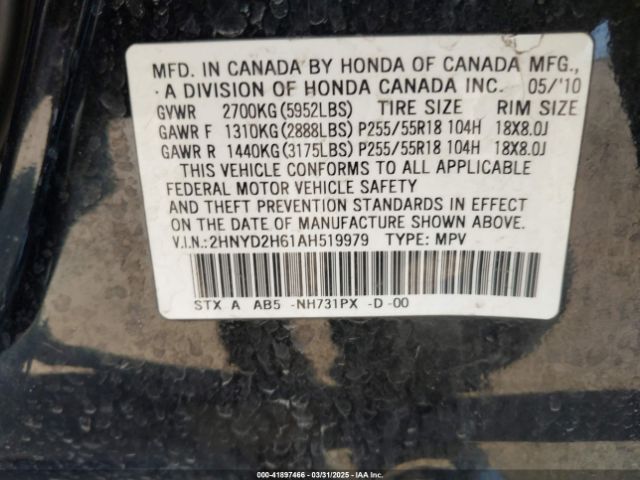 MFD. IN CANADA BY HONDA OF CANADA MFG.,
A DIVISION OF HONDA CANADA INC. 05/'10
GVWR 2700KG(5952LBS) TIRE SIZE RIM SIZE
GAWR F 1310KG(2888LBS) P255/55R18 104H 18X8.0J
GAWR R 1440KG(3175LBS) P255/55R18 104H 18X8.0J
THIS VEHICLE CONFORMS TO ALL APPLICABLE
FEDERAL MOTOR VEHICLE SAFETY
AND THEFT PREVENTION STANDARDS IN EFFECT
ON THE DATE OF MANUFACTURE SHOWN ABOVE.
V.I.N.:2HNYD2H61AH519979 TYPE: MPV
STX A AB5 -NH731PX -D -00
000-41897466 - 03/31/2025 - IAA Inc.